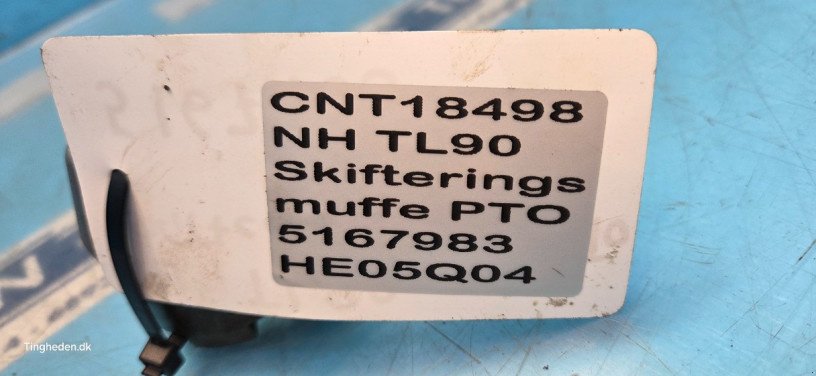 CNT18498
NH TL90
Skifterings
muffe PTO
5167983
HE05Q04
Tingheden.dk